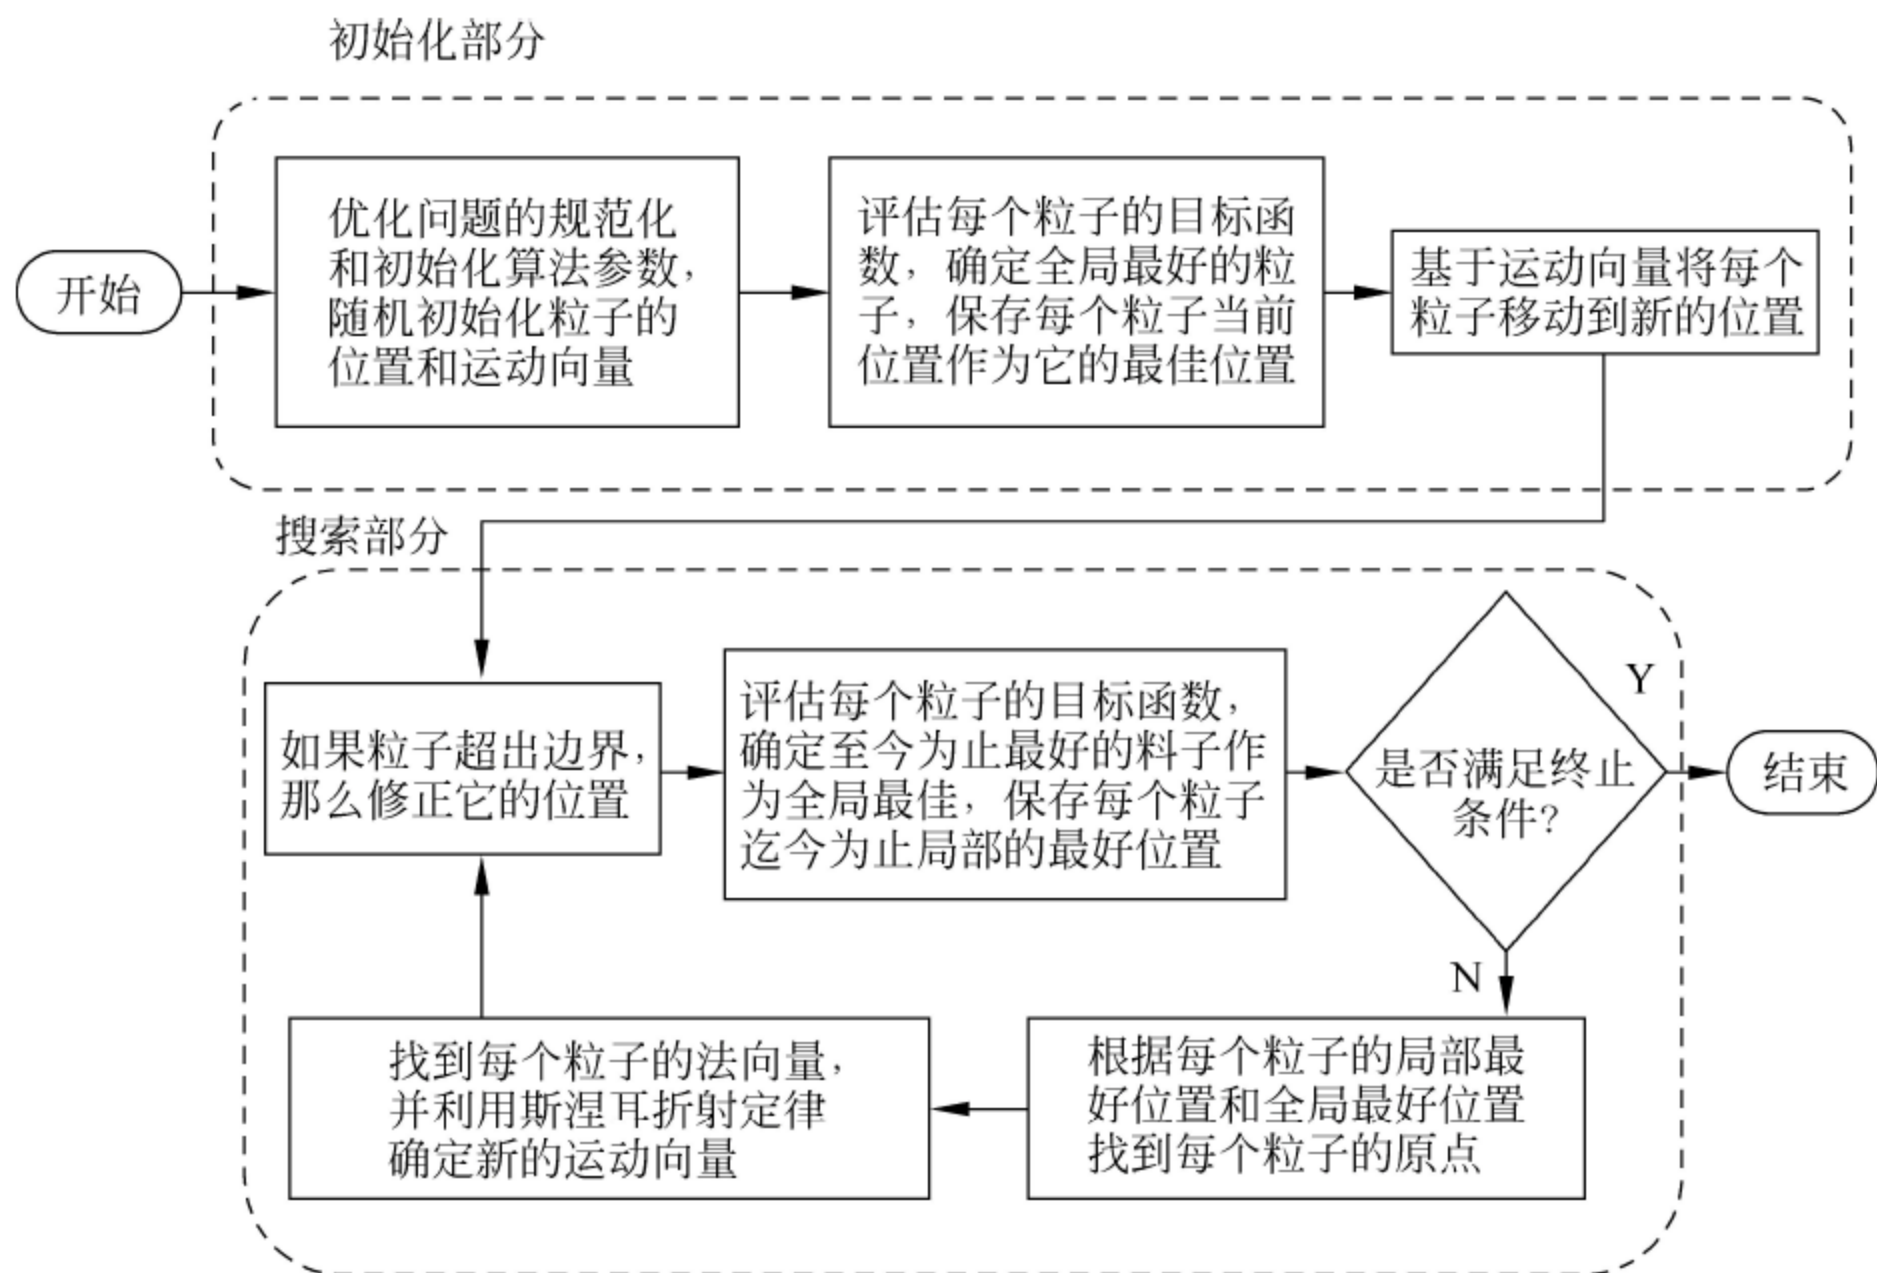 初始化部分
开始
优化问题的规范化
和初始化算法参数，
随机初始化粒子的
位置和运动向量
评估每个粒子的目标函
数，确定全局最好的粒
子，保存每个粒子当前
位置作为它的最佳位置
基于运动向量将每个
粒子移动到新的位置
搜索部分
如果粒子超出边界，
那么修正它的位置
评估每个粒子的目标函数，
确定至今为止最好的料子作
为全局最佳，保存每个粒子
迄今为止局部的最好位置
是否满足终止
条件?
Y
结束
N
根据每个粒子的局部最
好位置和全局最好位置
找到每个粒子的原点
找到每个粒子的法向量，
并利用斯涅耳折射定律
确定新的运动向量